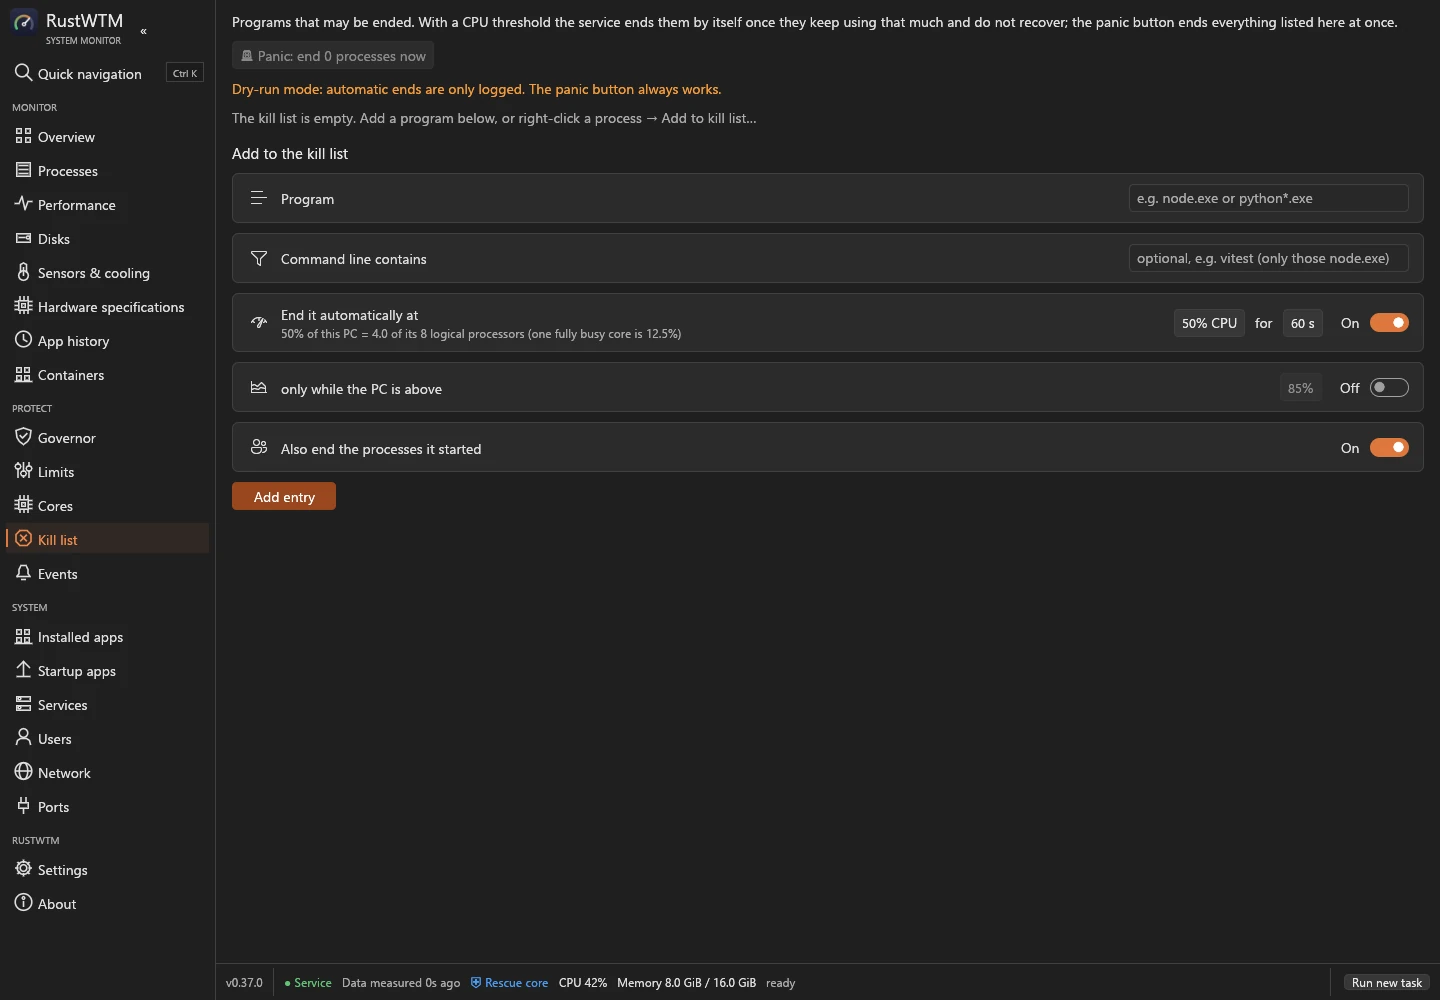 RustWTM
SYSTEM MONITOR
«
Quick navigation
Ctrl K
MONITOR
Overview
Processes
Performance
Disks
Sensors & cooling
Hardware specifications
App history
Containers
PROTECT
Governor
Limits
Cores
Kill list
Events
SYSTEM
Installed apps
Startup apps
Services
Users
Network
Ports
RUSTWTM
Settings
About
Programs that may be ended. With a CPU threshold the service ends them by itself once they keep using that much and do not recover; the panic button ends everything listed here at once.
Panic: end 0 processes now
Dry-run mode: automatic ends are only logged. The panic button always works.
The kill list is empty. Add a program below, or right-click a process → Add to kill list...
Add to the kill list
Program
e.g. node.exe or python*.exe
Command line contains
optional, e.g. vitest (only those node.exe)
End it automatically at
50% of this PC = 4.0 of its 8 logical processors (one fully busy core is 12.5%)
50% CPU for 60 s On
only while the PC is above
85% Off
Also end the processes it started
On
Add entry
v0.37.0 Service Data measured 0s ago Rescue core CPU 42% Memory 8.0 GiB / 16.0 GiB ready Run new task